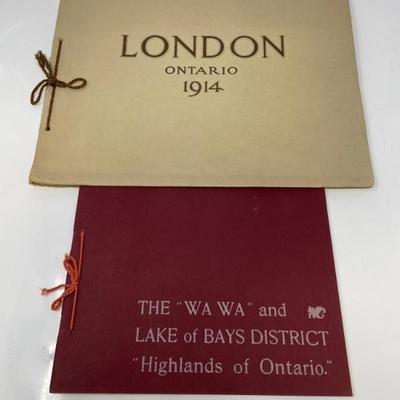 LONDON
ONTARIO
1914
THE "WA WA" and
LAKE of BAYS DISTRICT
"Highlands of Ontario."